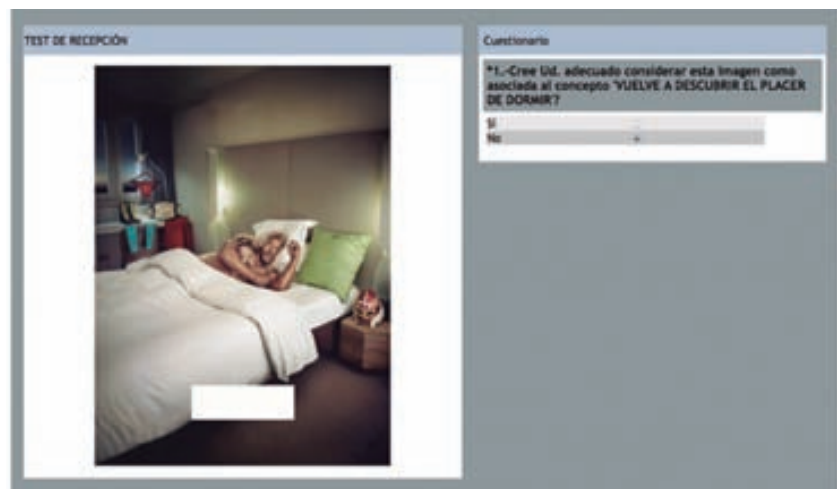 TEST DE RECEPCIÓN
Cuestionario
*1.-Cree Ud. adecuado considerar esta imagen como
asociada al concepto 'VUELVE A DESCUBRIR EL PLACER
DE DORMIR'?
Sí
No